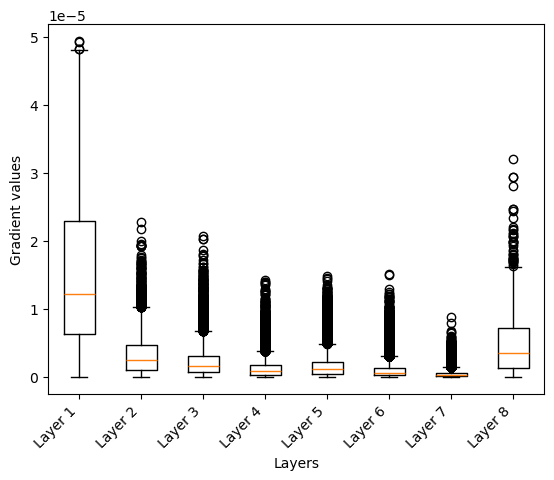 1e−5
5
4
3
2
1
0
Gradient values
Layer 1
Layer 2
Layer 3
Layer 4
Layer 5
Layer 6
Layer 7
Layer 8
Layers